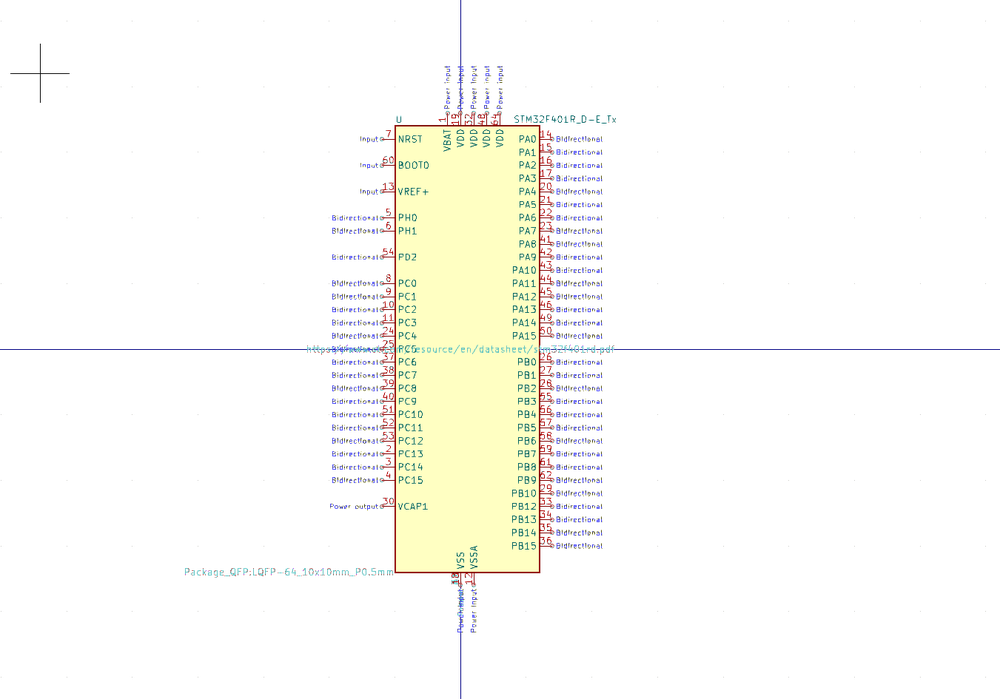 Power input Power input Power input Power input Power input
1 19 32 48 64
U STM32F401R_D-E_Tx
VBAT VDD VDD VDD VDD
Input 7 NRST PA0 14 Bidirectional
PA1 15 Bidirectional
Input 60 BOOT0 PA2 16 Bidirectional
PA3 17 Bidirectional
Input 13 VREF+ PA4 20 Bidirectional
PA5 21 Bidirectional
Bidirectional 5 PH0 PA6 22 Bidirectional
Bidirectional 6 PH1 PA7 23 Bidirectional
PA8 41 Bidirectional
Bidirectional 54 PD2 PA9 42 Bidirectional
PA10 43 Bidirectional
Bidirectional 8 PC0 PA11 44 Bidirectional
Bidirectional 9 PC1 PA12 45 Bidirectional
Bidirectional 10 PC2 PA13 46 Bidirectional
Bidirectional 11 PC3 PA14 49 Bidirectional
Bidirectional 24 PC4 PA15 50 Bidirectional
25 PC5 resource/en/datasheet/stm32f401rd.pdf
Bidirectional 37 PC6 PB0 26 Bidirectional
Bidirectional 38 PC7 PB1 27 Bidirectional
Bidirectional 39 PC8 PB2 28 Bidirectional
Bidirectional 40 PC9 PB3 55 Bidirectional
Bidirectional 51 PC10 PB4 56 Bidirectional
Bidirectional 52 PC11 PB5 57 Bidirectional
Bidirectional 53 PC12 PB6 58 Bidirectional
Bidirectional 2 PC13 PB7 59 Bidirectional
Bidirectional 3 PC14 PB8 61 Bidirectional
Bidirectional 4 PC15 PB9 62 Bidirectional
PB10 29 Bidirectional
Power output 30 VCAP1 PB12 33 Bidirectional
PB13 34 Bidirectional
PB14 35 Bidirectional
PB15 36 Bidirectional
VSS VSSA
Package_QFP:LQFP-64_10x10mm_P0.5mm
12
Power input Power input